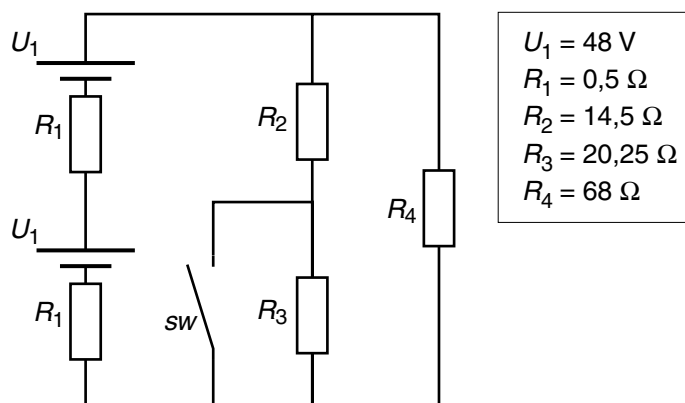 U1
R1
U1
R1
R2
sw
R3
R4
U1 = 48 V
R1 = 0,5 Ω
R2 = 14,5 Ω
R3 = 20,25 Ω
R4 = 68 Ω